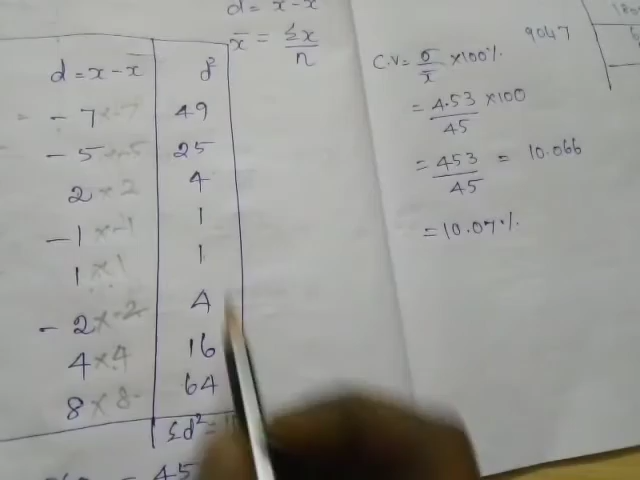 d = x - x̄
x̄ = Σx/n
d = x - x̄ | d²
- 7 × -7 | 49
- 5 × -5 | 25
2 × 2 | 4
- 1 × -1 | 1
1 × 1 | 1
- 2 × -2 | 4
4 × 4 | 16
8 × 8 | 64
Σd² =
= 45
9047
C.V = σ/x̄ × 100%
= 4.53/45 × 100
= 453/45 = 10.066
= 10.07%